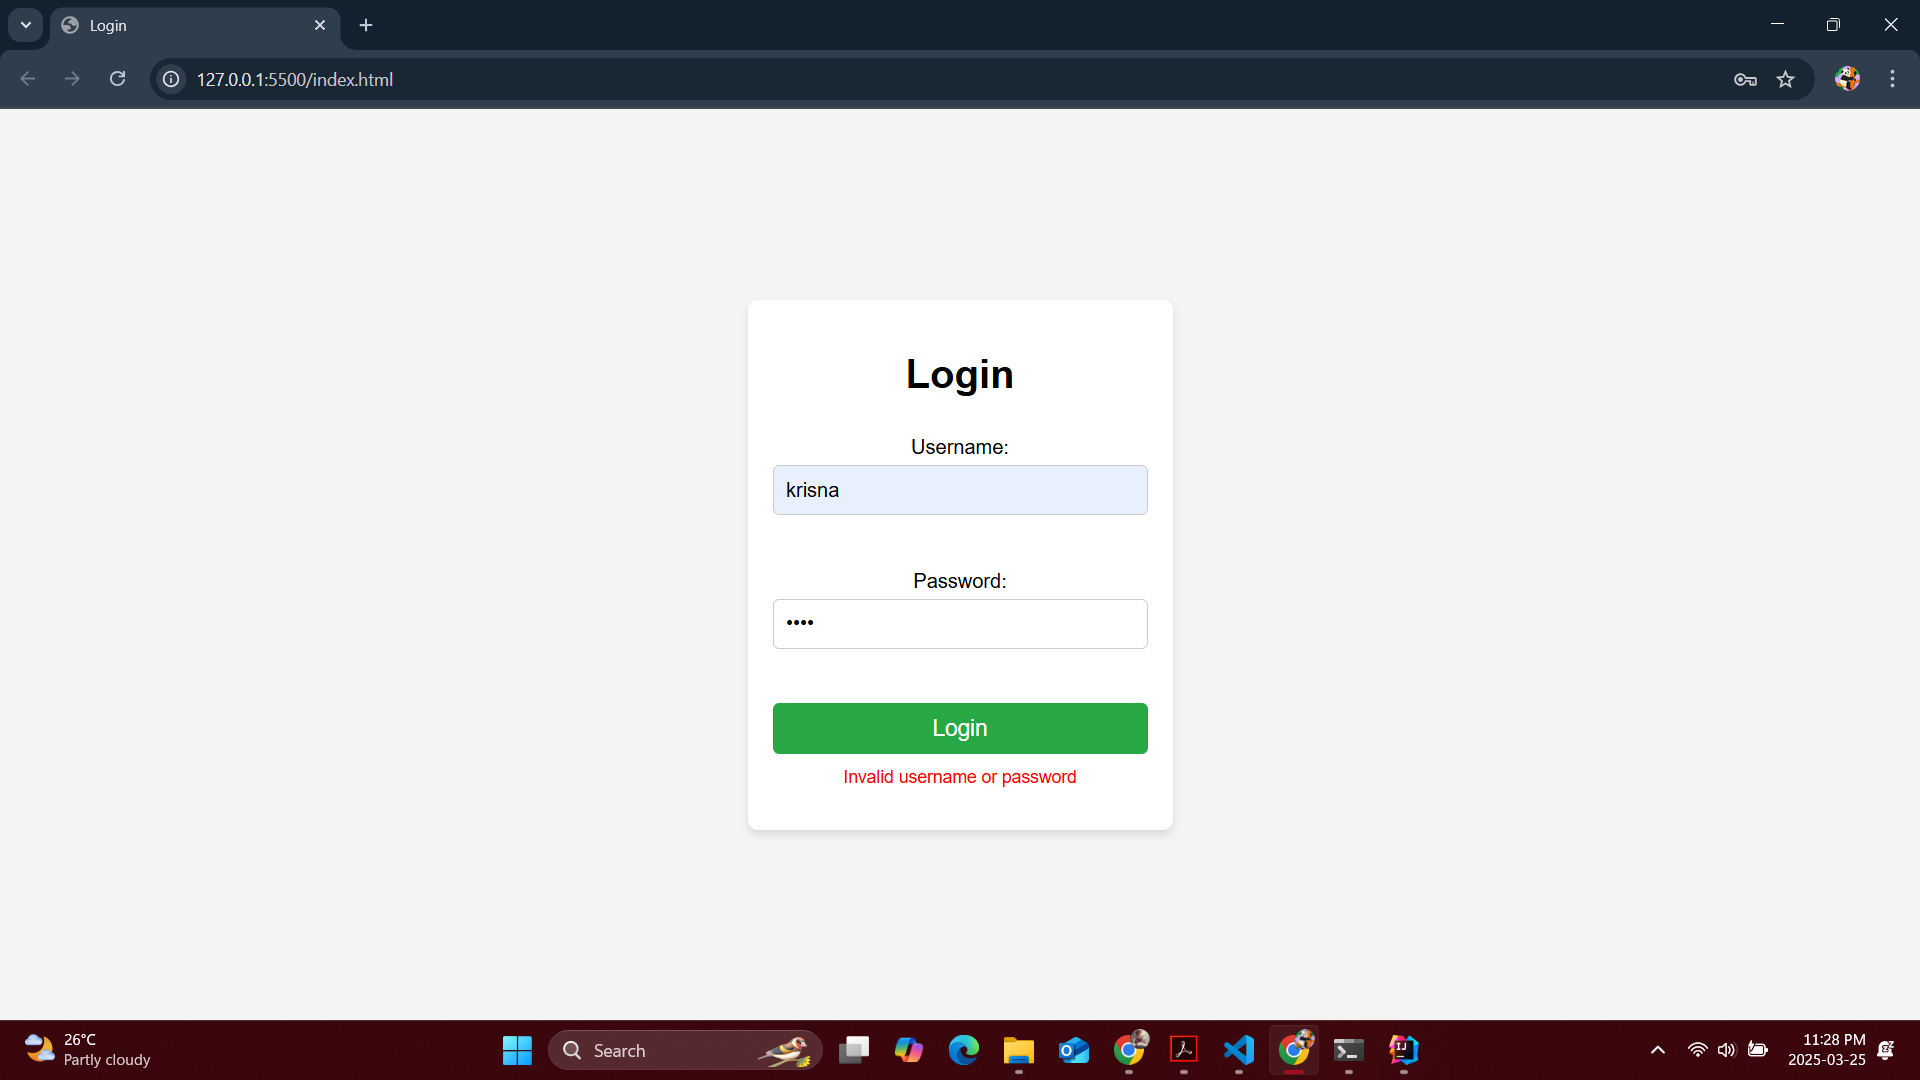 Login
127.0.0.1:5500/index.html
Login
Username:
krisna
Password:
••••
Login
Invalid username or password
26°C
Partly cloudy
Search
11:28 PM
2025-03-25